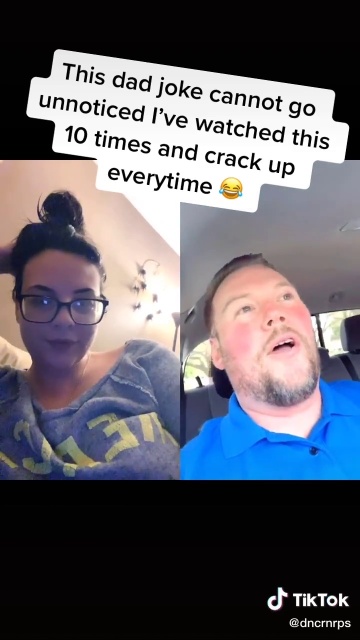 This dad joke cannot go
unnoticed I've watched this
10 times and crack up
everytime 😂
TikTok
@dncrnrps